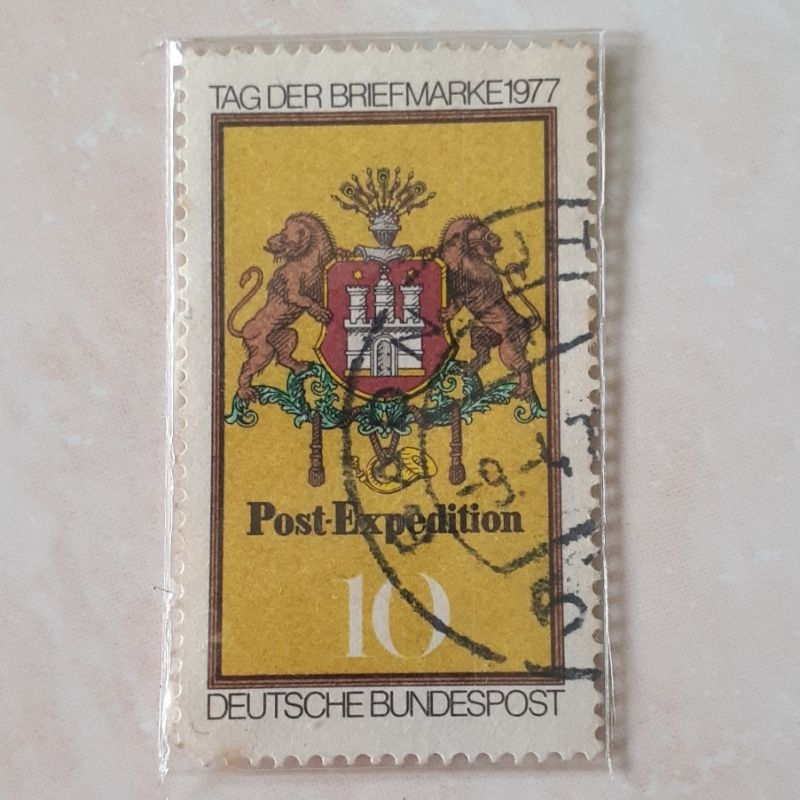 TAG DER BRIEFMARKE 1977
Post-Expedition
10
DEUTSCHE BUNDESPOST